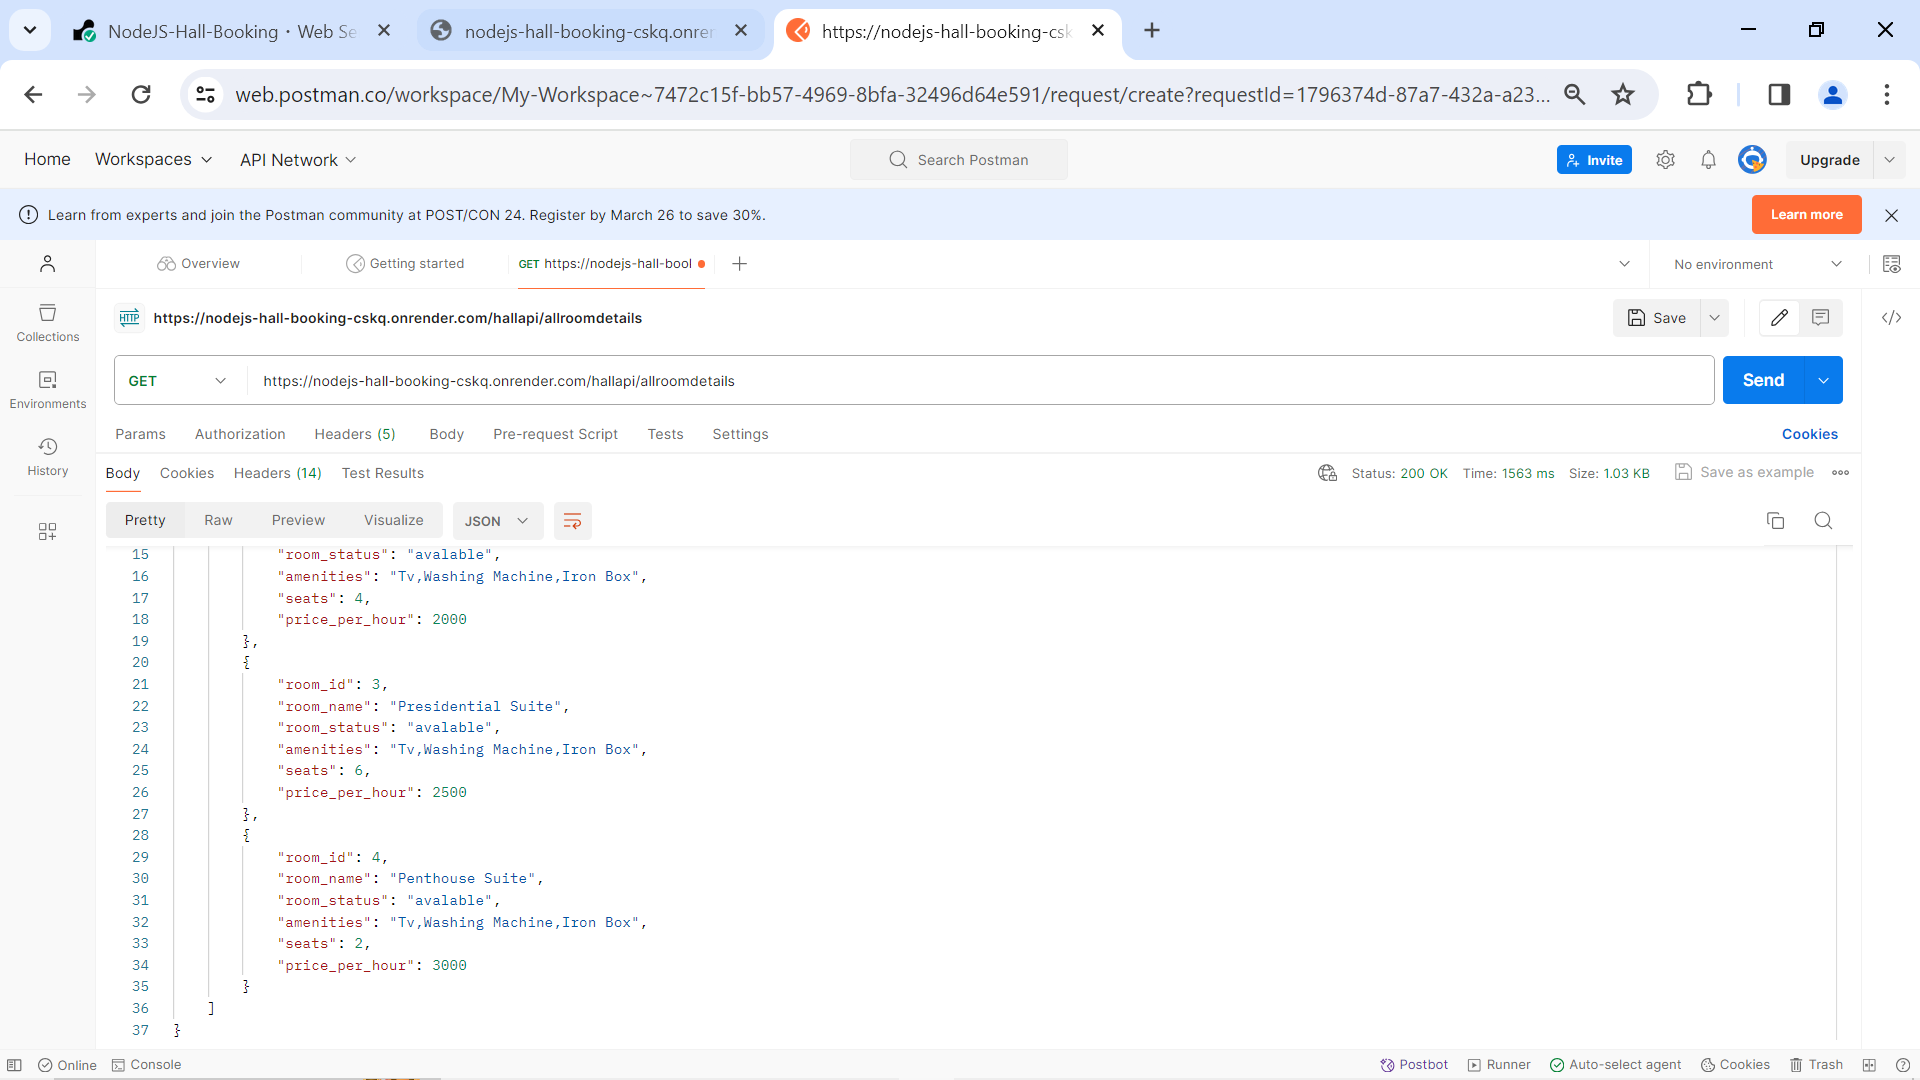 NodeJS-Hall-Booking · Web Se
nodejs-hall-booking-cskq.onrer
https://nodejs-hall-booking-csk
web.postman.co/workspace/My-Workspace~7472c15f-bb57-4969-8bfa-32496d64e591/request/create?requestId=1796374d-87a7-432a-a23...
Home
Workspaces
API Network
Search Postman
Invite
Upgrade
Learn from experts and join the Postman community at POST/CON 24. Register by March 26 to save 30%.
Learn more
Overview
Getting started
GET https://nodejs-hall-bool
No environment
Collections
Environments
History
HTTP https://nodejs-hall-booking-cskq.onrender.com/hallapi/allroomdetails
Save
GET
https://nodejs-hall-booking-cskq.onrender.com/hallapi/allroomdetails
Send
Params
Authorization
Headers (5)
Body
Pre-request Script
Tests
Settings
Cookies
Body
Cookies
Headers (14)
Test Results
Status: 200 OK
Time: 1563 ms
Size: 1.03 KB
Save as example
Pretty
Raw
Preview
Visualize
JSON
15 "room_status": "avalable",
16 "amenities": "Tv,Washing Machine,Iron Box",
17 "seats": 4,
18 "price_per_hour": 2000
19 },
20 {
21 "room_id": 3,
22 "room_name": "Presidential Suite",
23 "room_status": "avalable",
24 "amenities": "Tv,Washing Machine,Iron Box",
25 "seats": 6,
26 "price_per_hour": 2500
27 },
28 {
29 "room_id": 4,
30 "room_name": "Penthouse Suite",
31 "room_status": "avalable",
32 "amenities": "Tv,Washing Machine,Iron Box",
33 "seats": 2,
34 "price_per_hour": 3000
35 }
36 ]
37 }
Online
Console
Postbot
Runner
Auto-select agent
Cookies
Trash